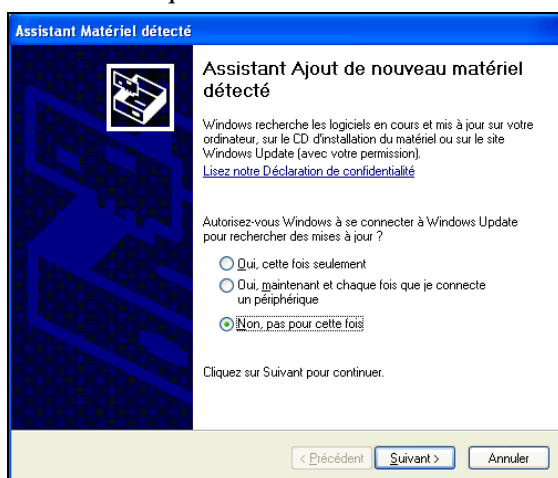 Assistant Matériel détecté
Assistant Ajout de nouveau matériel
détecté
Windows recherche les logiciels en cours et mis à jour sur votre
ordinateur, sur le CD d'installation du matériel ou sur le site
Windows Update (avec votre permission).
Lisez notre Déclaration de confidentialité
Autorisez-vous Windows à se connecter à Windows Update
pour rechercher des mises à jour ?
Oui, cette fois seulement
Oui, maintenant et chaque fois que je connecte
un périphérique
Non, pas pour cette fois
Cliquez sur Suivant pour continuer.
< Précédent Suivant > Annuler